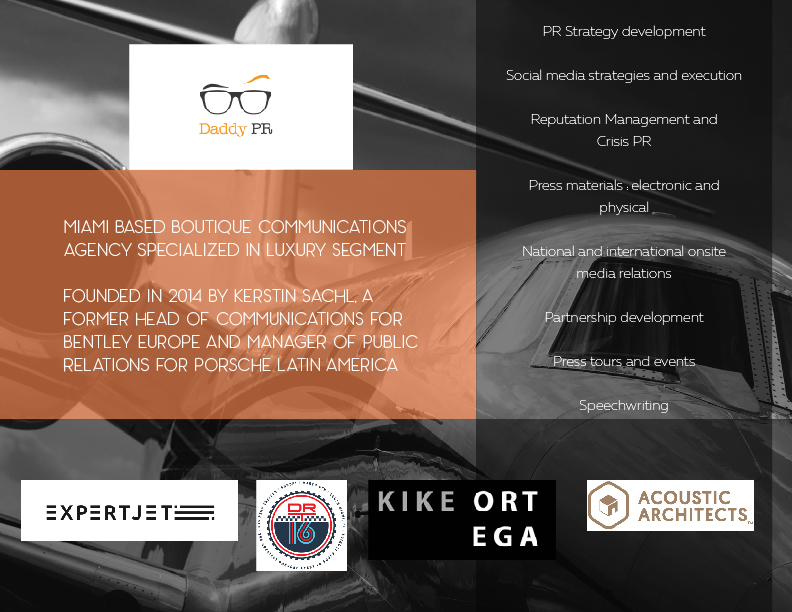 Daddy PR
MIAMI BASED BOUTIQUE COMMUNICATIONS
AGENCY SPECIALIZED IN LUXURY SEGMENT
FOUNDED IN 2014 BY KERSTIN SACHL, A
FORMER HEAD OF COMMUNICATIONS FOR
BENTLEY EUROPE AND MANAGER OF PUBLIC
RELATIONS FOR PORSCHE LATIN AMERICA
PR Strategy development
Social media strategies and execution
Reputation Management and
Crisis PR
Press materials : electronic and
physical
National and international onsite
media relations
Partnership development
Press tours and events
Speechwriting
EXPERTJET
DRT
16
KIKE ORT
EGA
ACOUSTIC
ARCHITECTS™